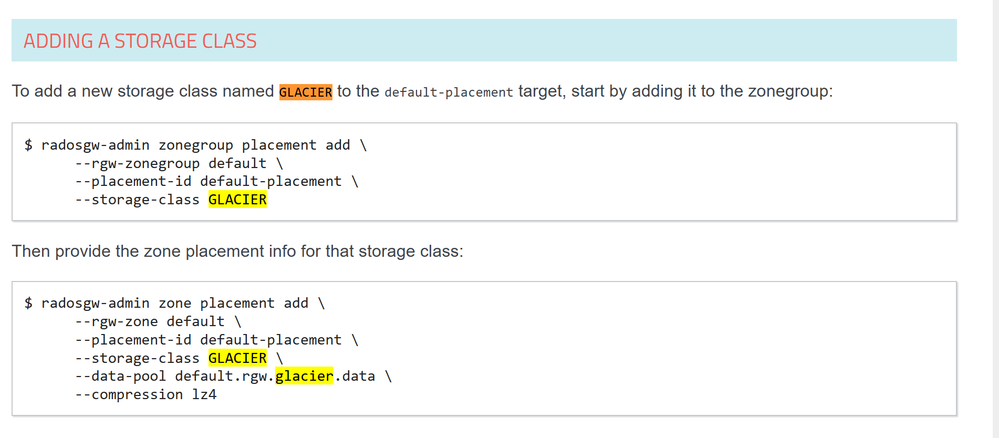 ADDING A STORAGE CLASS
To add a new storage class named GLACIER to the default-placement target, start by adding it to the zonegroup:
$ radosgw-admin zonegroup placement add \
--rgw-zonegroup default \
--placement-id default-placement \
--storage-class GLACIER
Then provide the zone placement info for that storage class:
$ radosgw-admin zone placement add \
--rgw-zone default \
--placement-id default-placement \
--storage-class GLACIER \
--data-pool default.rgw.glacier.data \
--compression lz4